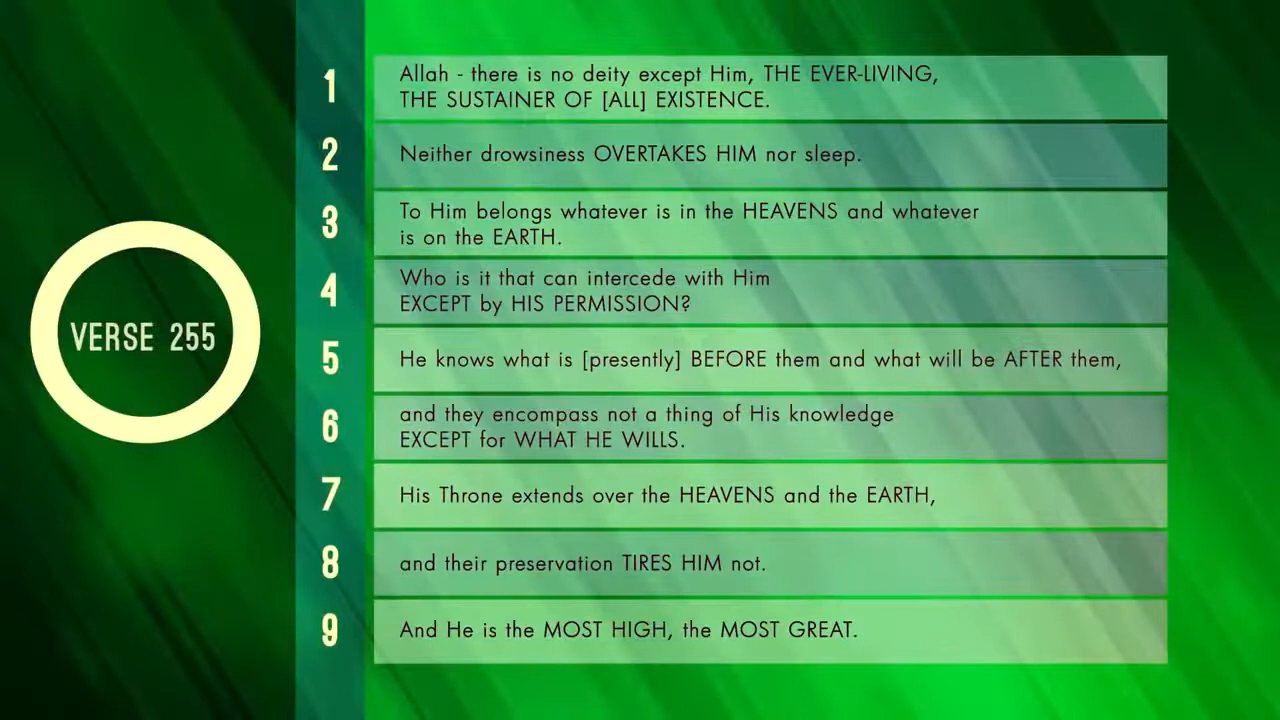 VERSE 255
1
Allah - there is no deity except Him, THE EVER-LIVING,
THE SUSTAINER OF [ALL] EXISTENCE.
2
Neither drowsiness OVERTAKES HIM nor sleep.
3
To Him belongs whatever is in the HEAVENS and whatever
is on the EARTH.
4
Who is it that can intercede with Him
EXCEPT by HIS PERMISSION?
5
He knows what is [presently] BEFORE them and what will be AFTER them,
6
and they encompass not a thing of His knowledge
EXCEPT for WHAT HE WILLS.
7
His Throne extends over the HEAVENS and the EARTH,
8
and their preservation TIRES HIM not.
9
And He is the MOST HIGH, the MOST GREAT.